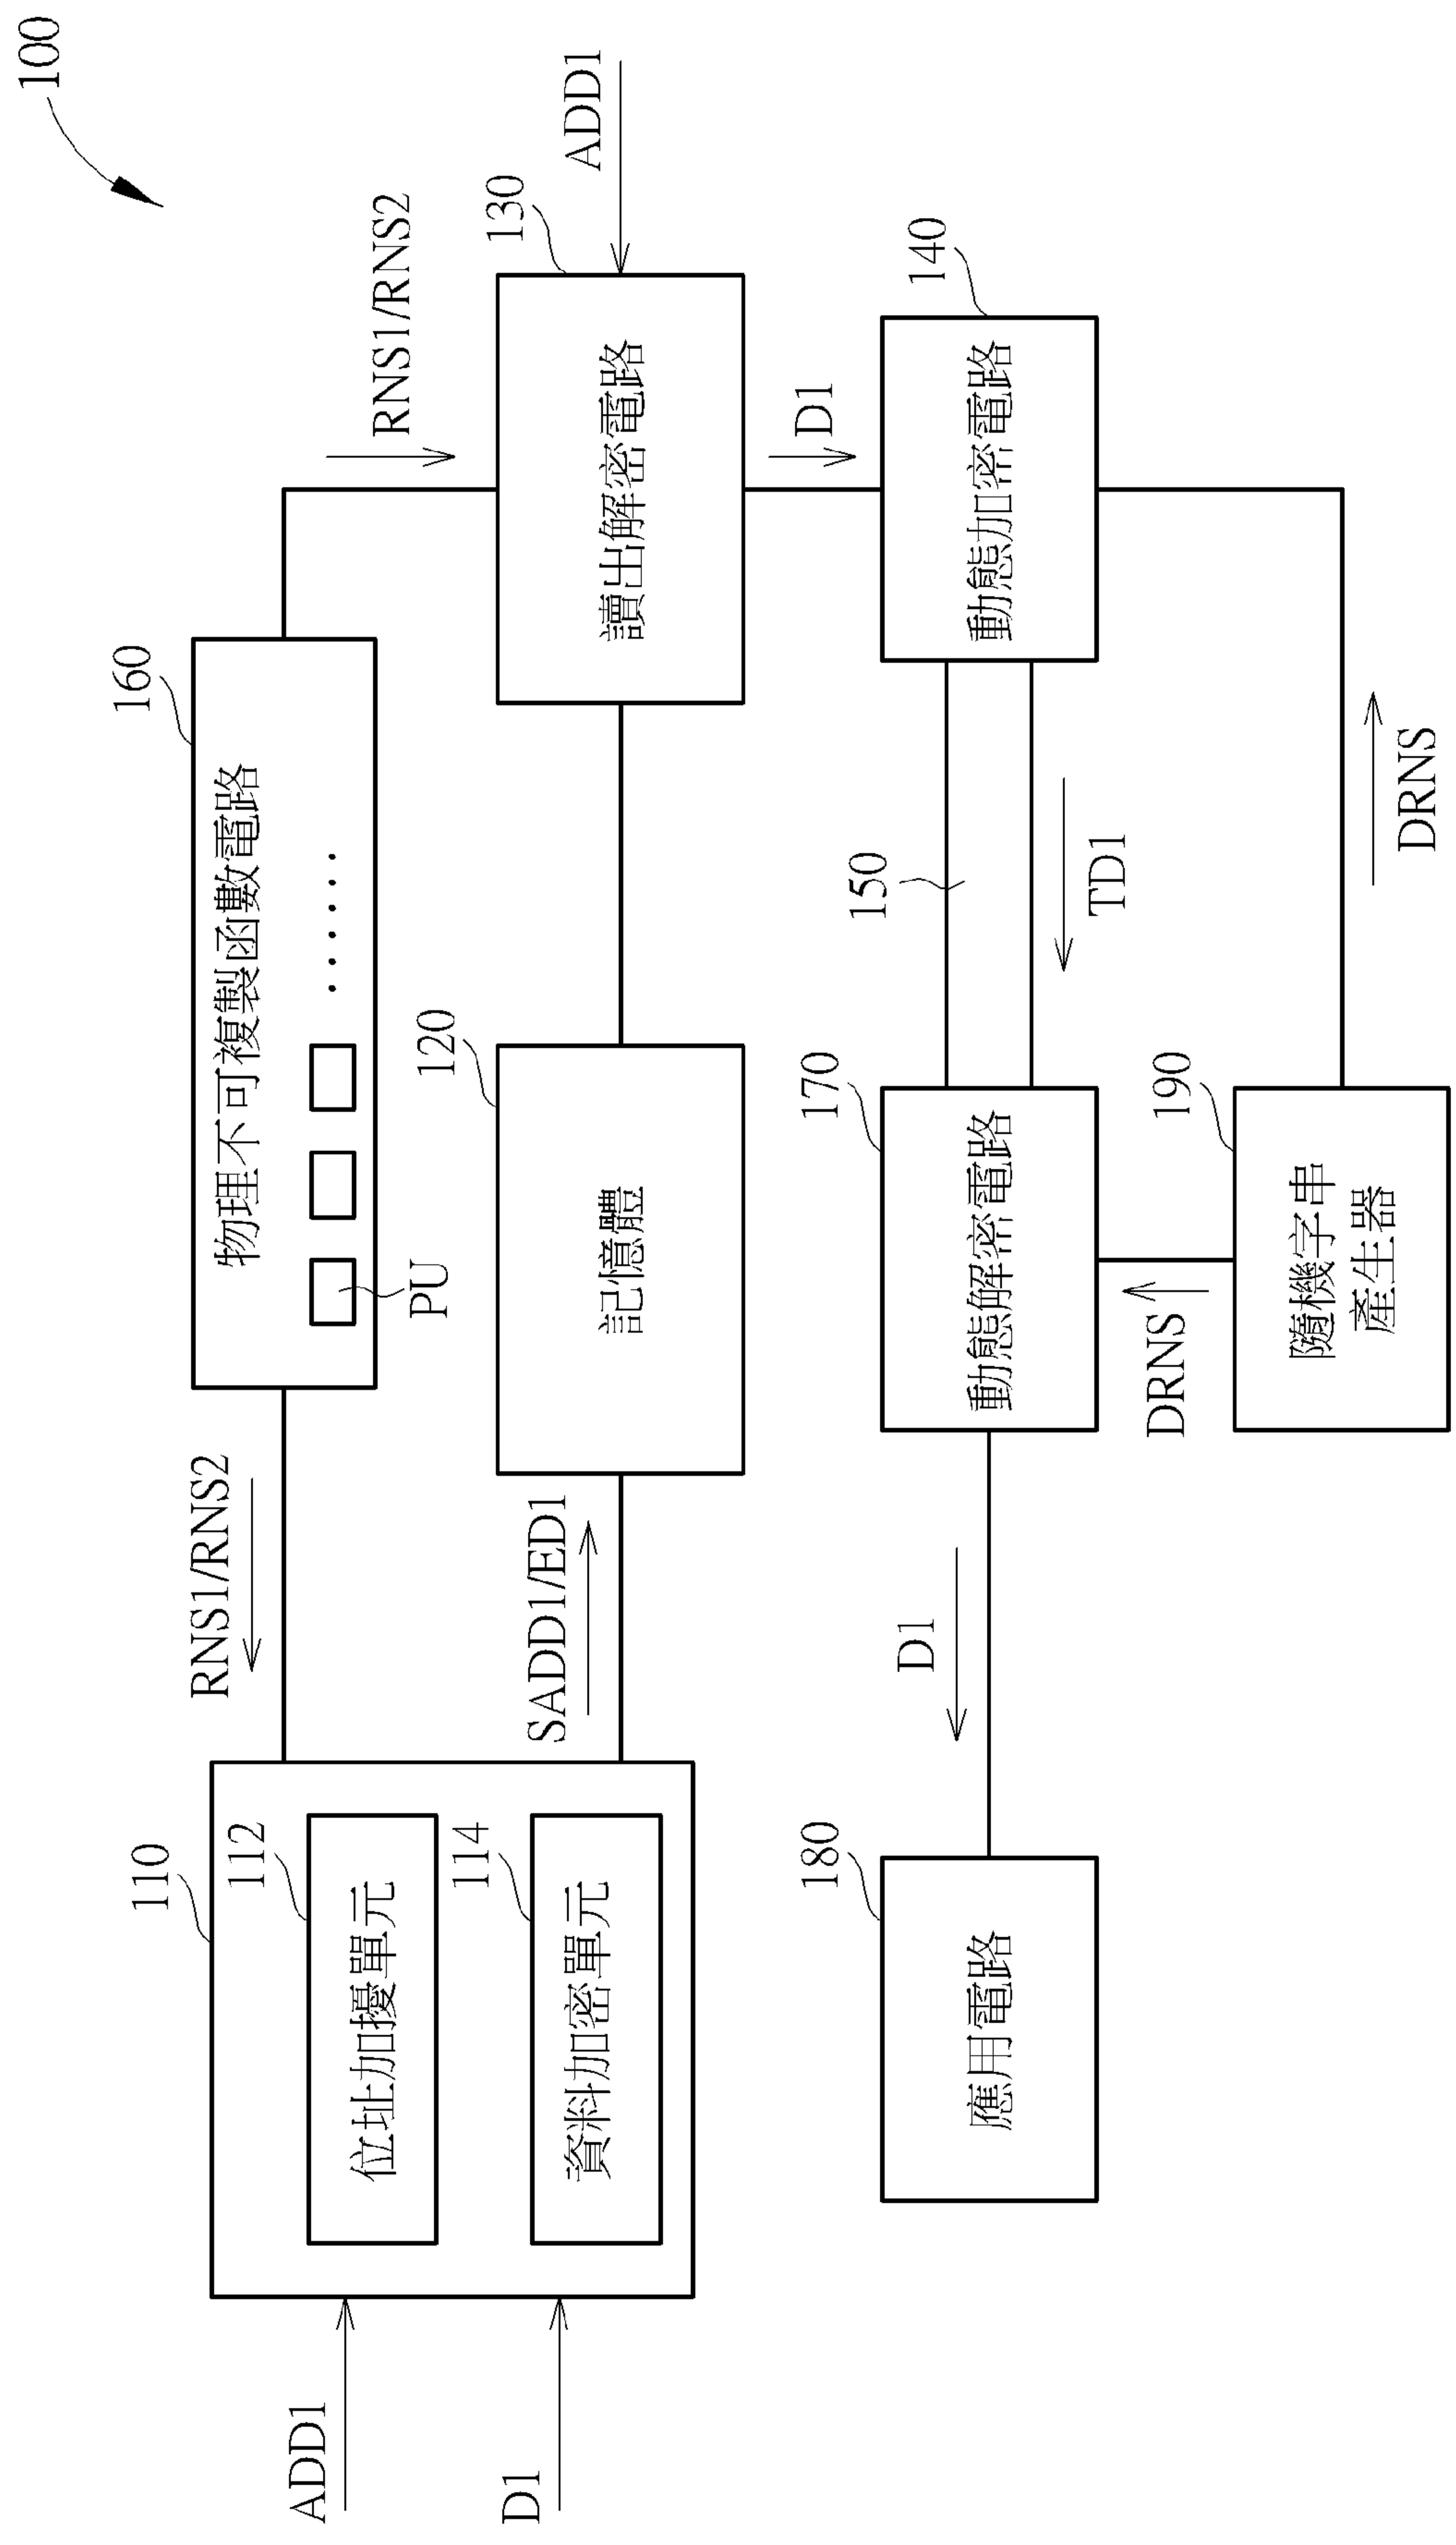 100
160
物理不可複製函數電路
PU
RNS1/RNS2
RNS1/RNS2
110
112
位址加擾單元
114
資料加密單元
ADD1
D1
SADD1/ED1
120
記憶體
130
讀出解密電路
ADD1
D1
180
應用電路
D1
170
動態解密電路
150
TD1
140
動態加密電路
DRNS
190
隨機字串
產生器
DRNS